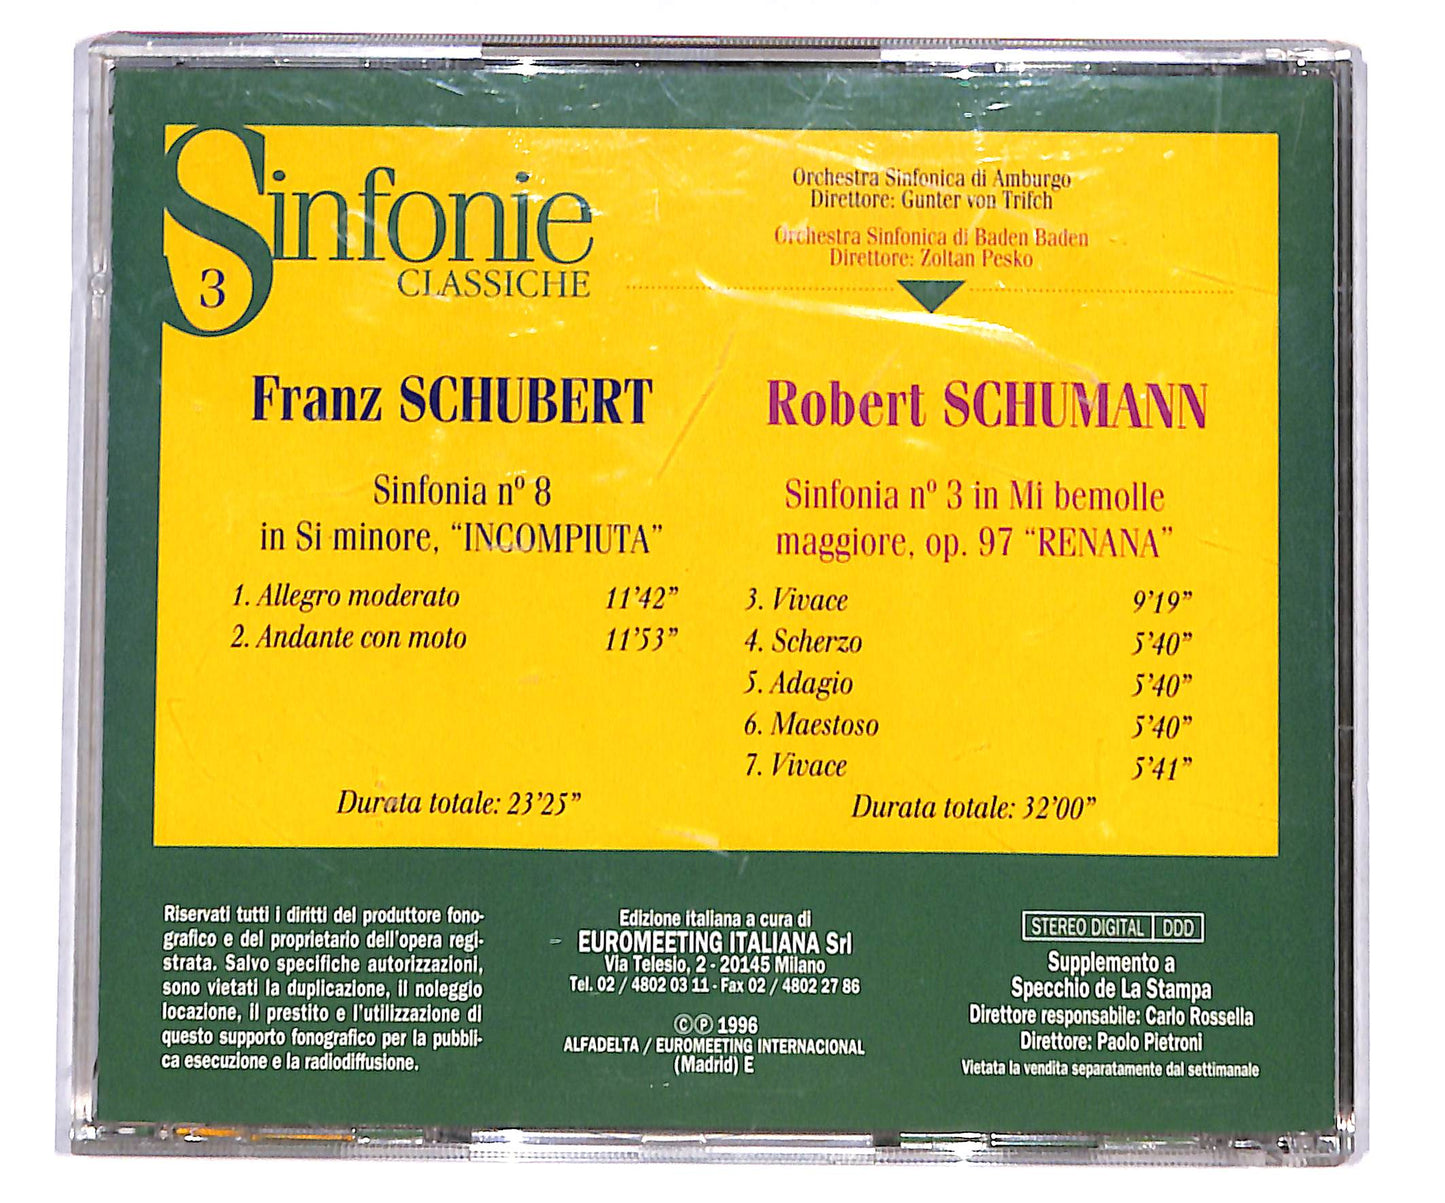 Sinfonie
CLASSICHE
3
Orchestra Sinfonica di Amburgo
Direttore: Gunter von Trifch
Orchestra Sinfonica di Baden Baden
Direttore: Zoltan Pesko
Franz SCHUBERT
Sinfonia nº 8
in Si minore, “INCOMPIUTA”
1. Allegro moderato 11’42”
2. Andante con moto 11’53”
Durata totale: 23’25”
Robert SCHUMANN
Sinfonia nº 3 in Mi bemolle
maggiore, op. 97 “RENANA”
3. Vivace 9’19”
4. Scherzo 5’40”
5. Adagio 5’40”
6. Maestoso 5’40”
7. Vivace 5’41”
Durata totale: 32’00”
Riservati tutti i diritti del produttore fono-
grafico e del proprietario dell’opera regi-
strata. Salvo specifiche autorizzazioni,
sono vietati la duplicazione, il noleggio
locazione, il prestito e l’utilizzazione di
questo supporto fonografico per la pubbli-
ca esecuzione e la radiodiffusione.
Edizione italiana a cura di
EUROMEETING ITALIANA Srl
Via Telesio, 2 - 20145 Milano
Tel. 02 / 4802 03 11 - Fax 02 / 4802 27 86
©℗ 1996
ALFADELTA / EUROMEETING INTERNACIONAL
(Madrid) E
STEREO DIGITAL DDD
Supplemento a
Specchio de La Stampa
Direttore responsabile: Carlo Rossella
Direttore: Paolo Pietroni
Vietata la vendita separatamente dal settimanale